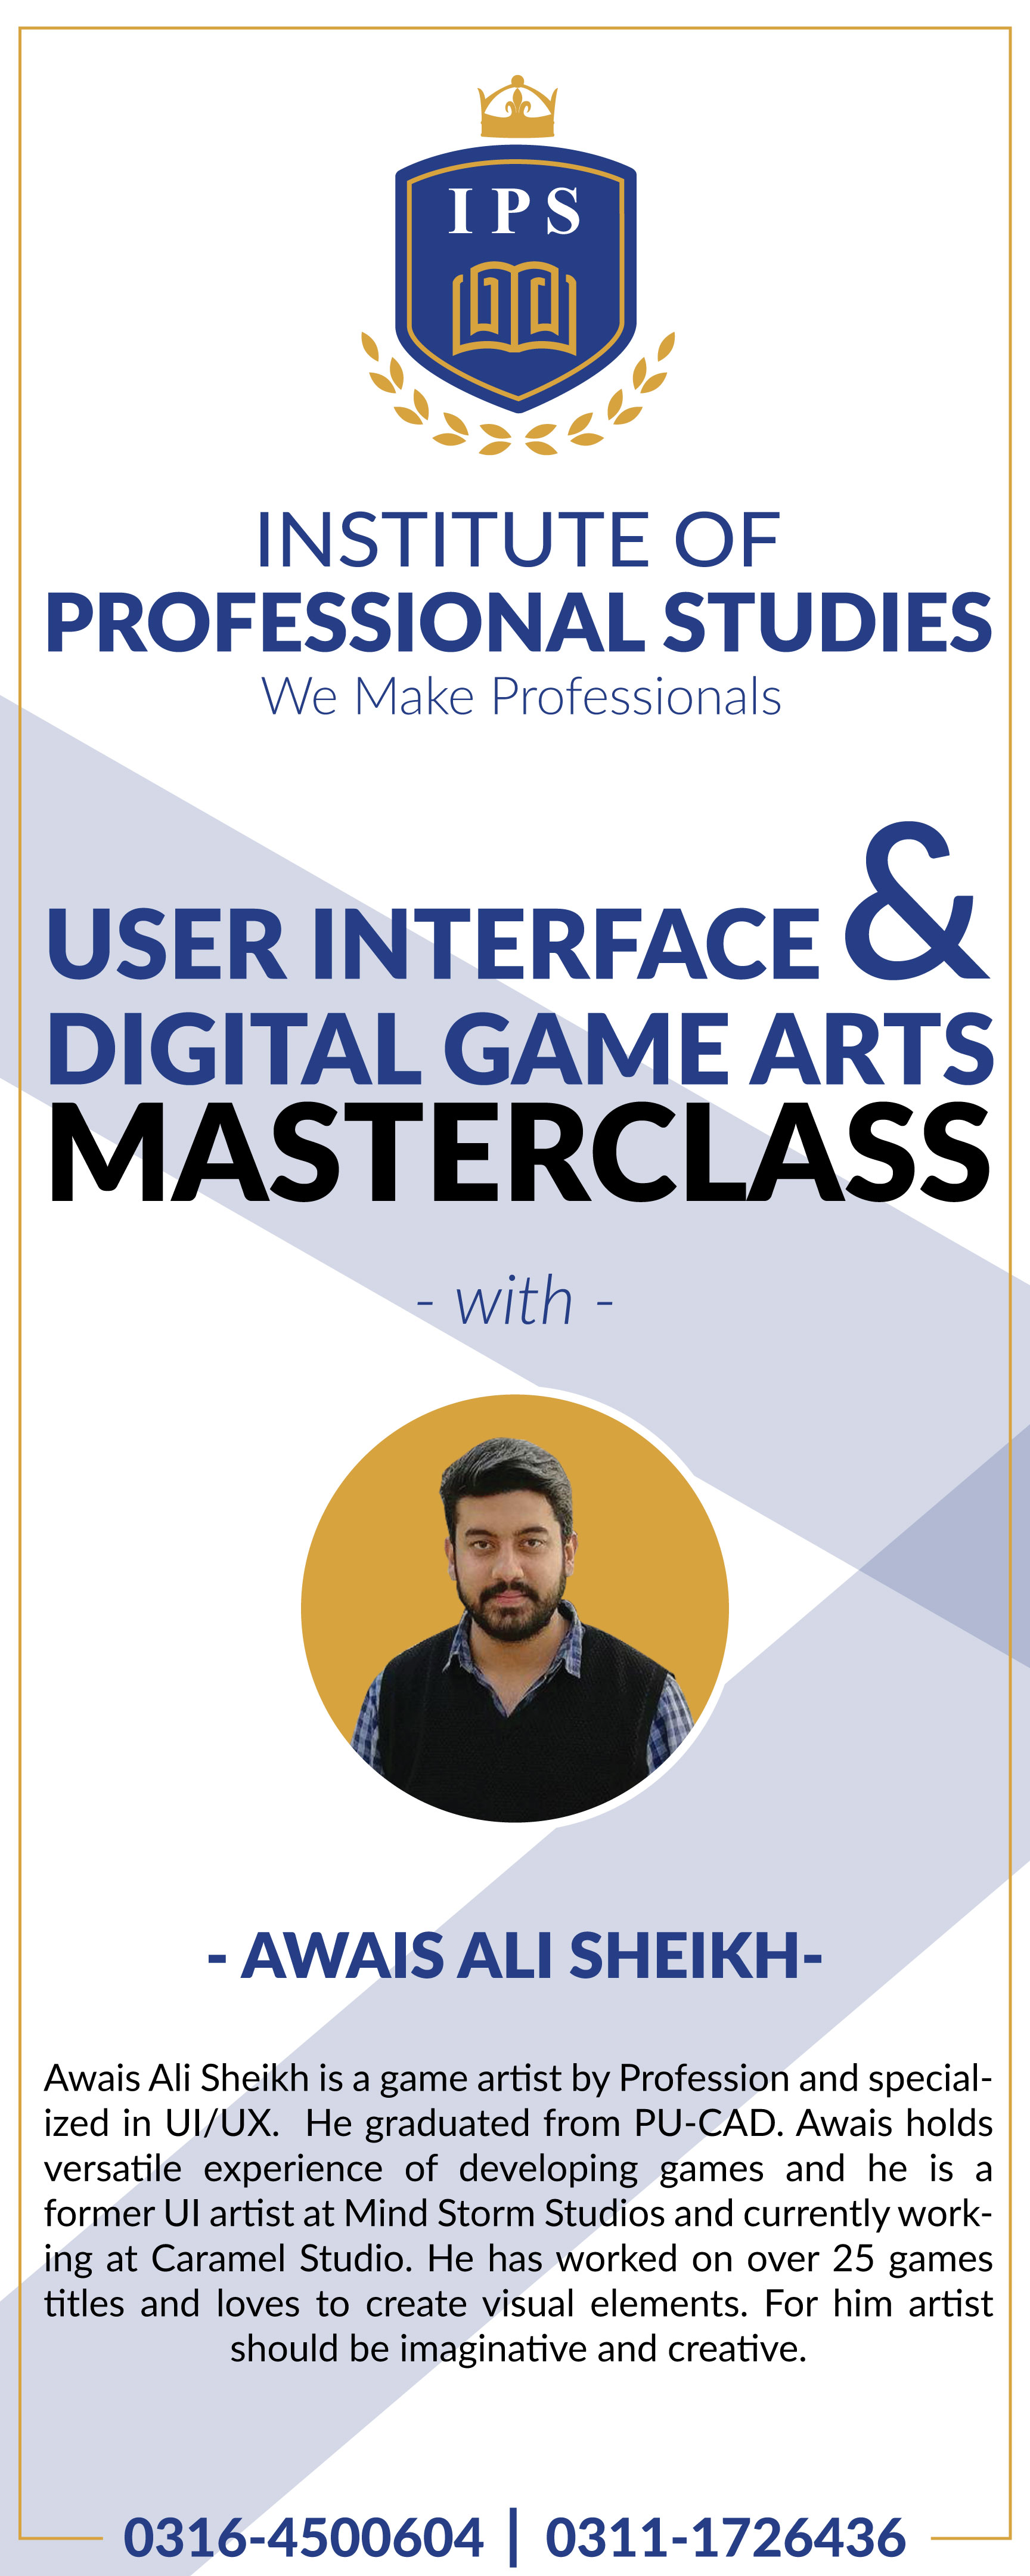 IPS
INSTITUTE OF
PROFESSIONAL STUDIES
We Make Professionals
USER INTERFACE &
DIGITAL GAME ARTS
MASTERCLASS
- with -
- AWAIS ALI SHEIKH-
Awais Ali Sheikh is a game artist by Profession and special-
ized in UI/UX.  He graduated from PU-CAD. Awais holds
versatile experience of developing games and he is a
former UI artist at Mind Storm Studios and currently work-
ing at Caramel Studio. He has worked on over 25 games
titles and loves to create visual elements. For him artist
should be imaginative and creative.
0316-4500604 | 0311-1726436